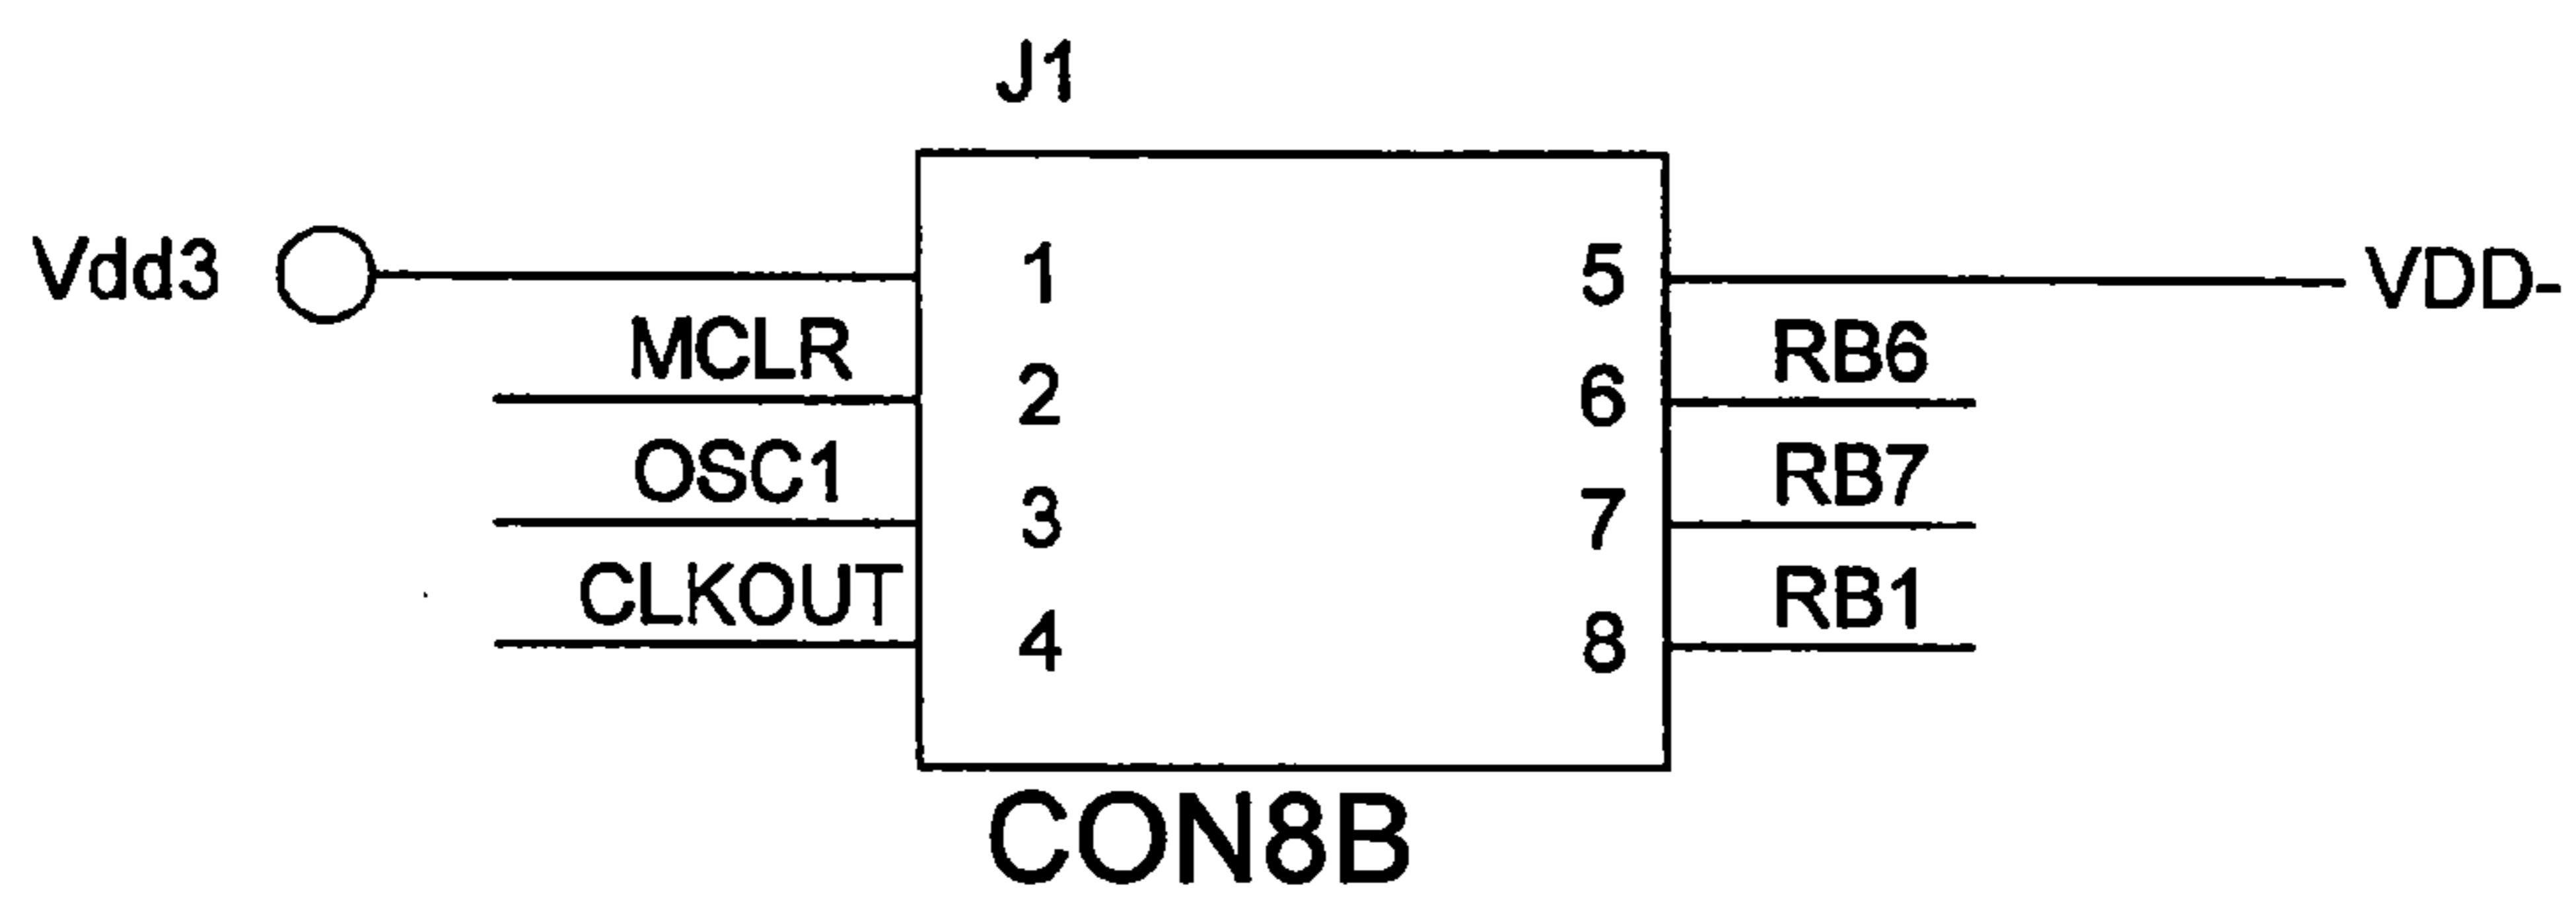 J1
Vdd3 1 5 VDD-
MCLR RB6
2 6
OSC1 RB7
3 7
CLKOUT RB1
4 8
CON8B